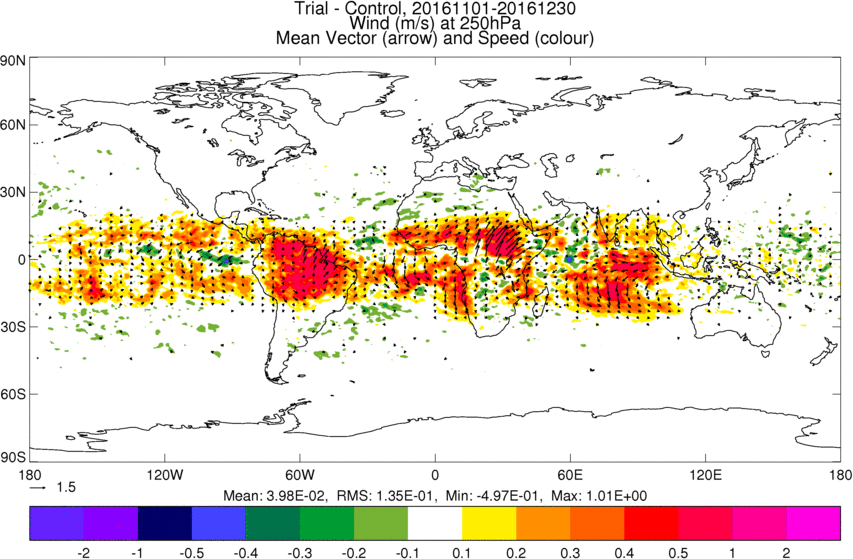 Trial - Control, 20161101-20161230
Wind (m/s) at 250hPa
Mean Vector (arrow) and Speed (colour)
90N
60N
30N
0
30S
60S
90S
180 120W 60W 0 60E 120E 180
1.5
Mean: 3.98E-02, RMS: 1.35E-01, Min: -4.97E-01, Max: 1.01E+00
-2 -1 -0.5 -0.4 -0.3 -0.2 -0.1 0.1 0.2 0.3 0.4 0.5 1 2